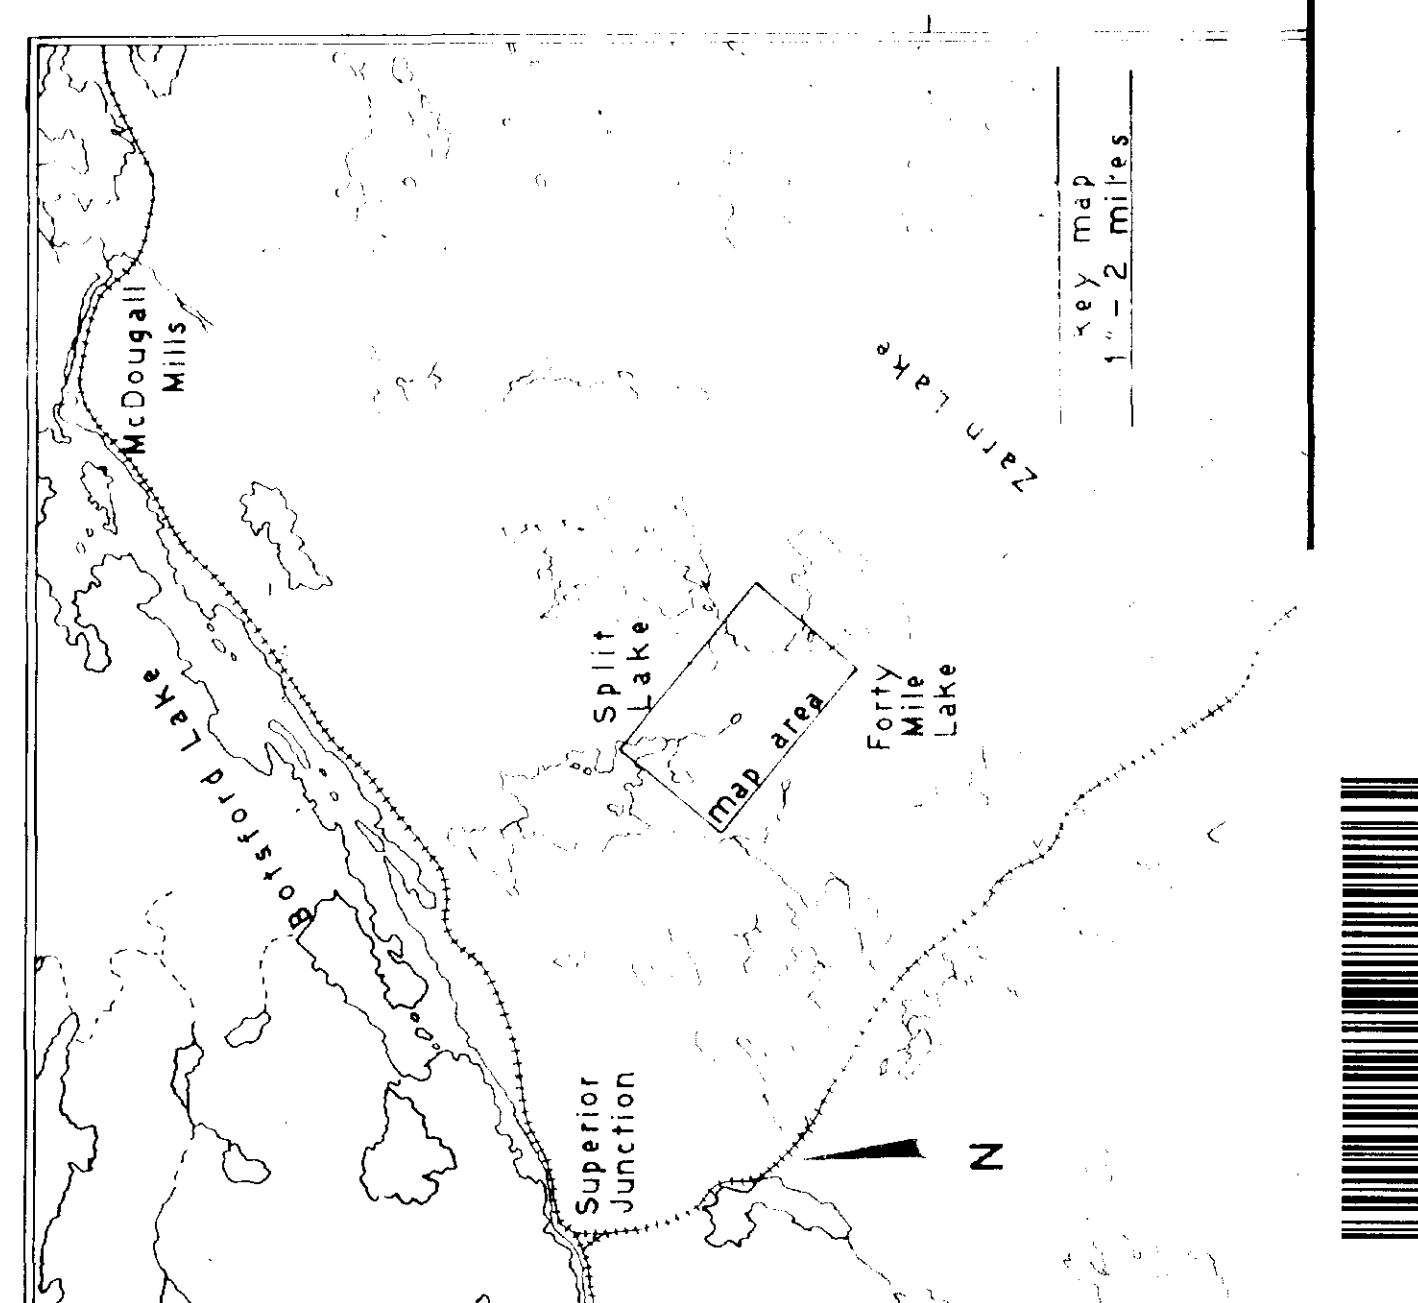 McDougall
Mills
Botsford Lake
Split
Lake
map area
Forty
Mile
Lake
Zarn Lake
key map
1" - 2 miles
Superior
Junction
N